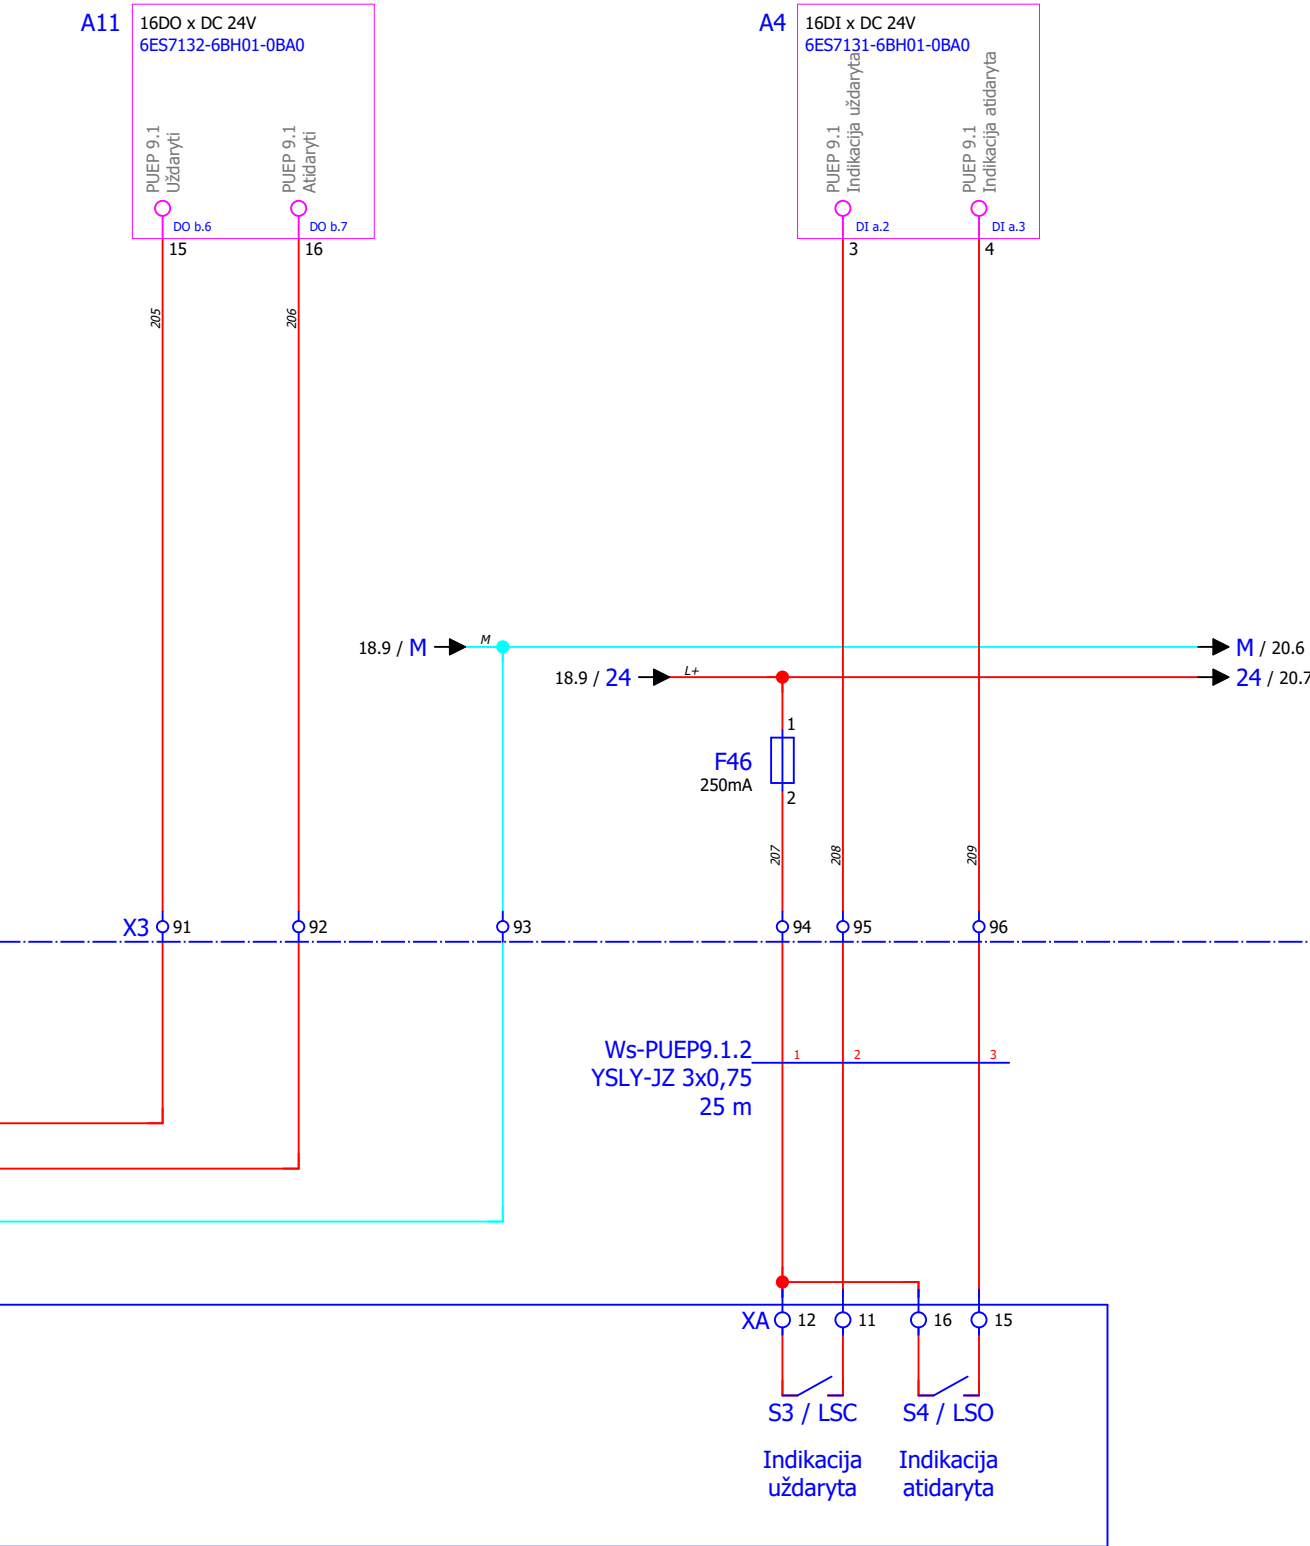 A11
16DO x DC 24V
6ES7132-6BH01-0BA0
PUEP 9.1
Uždaryti
PUEP 9.1
Atidaryti
DO b.6
DO b.7
15
16
A4
16DI x DC 24V
6ES7131-6BH01-0BA0
PUEP 9.1
Indikacija uždaryta
PUEP 9.1
Indikacija atidaryta
DI a.2
DI a.3
3
4
205
206
18.9 / M
M
M / 20.6
18.9 / 24
L+
24 / 20.7
1
F46
250mA
2
207
208
209
X3
91
92
93
94
95
96
Ws-PUEP9.1.2
YSLY-JZ 3x0,75
25 m
1
2
3
XA
12
11
16
15
S3 / LSC
S4 / LSO
Indikacija
uždaryta
Indikacija
atidaryta